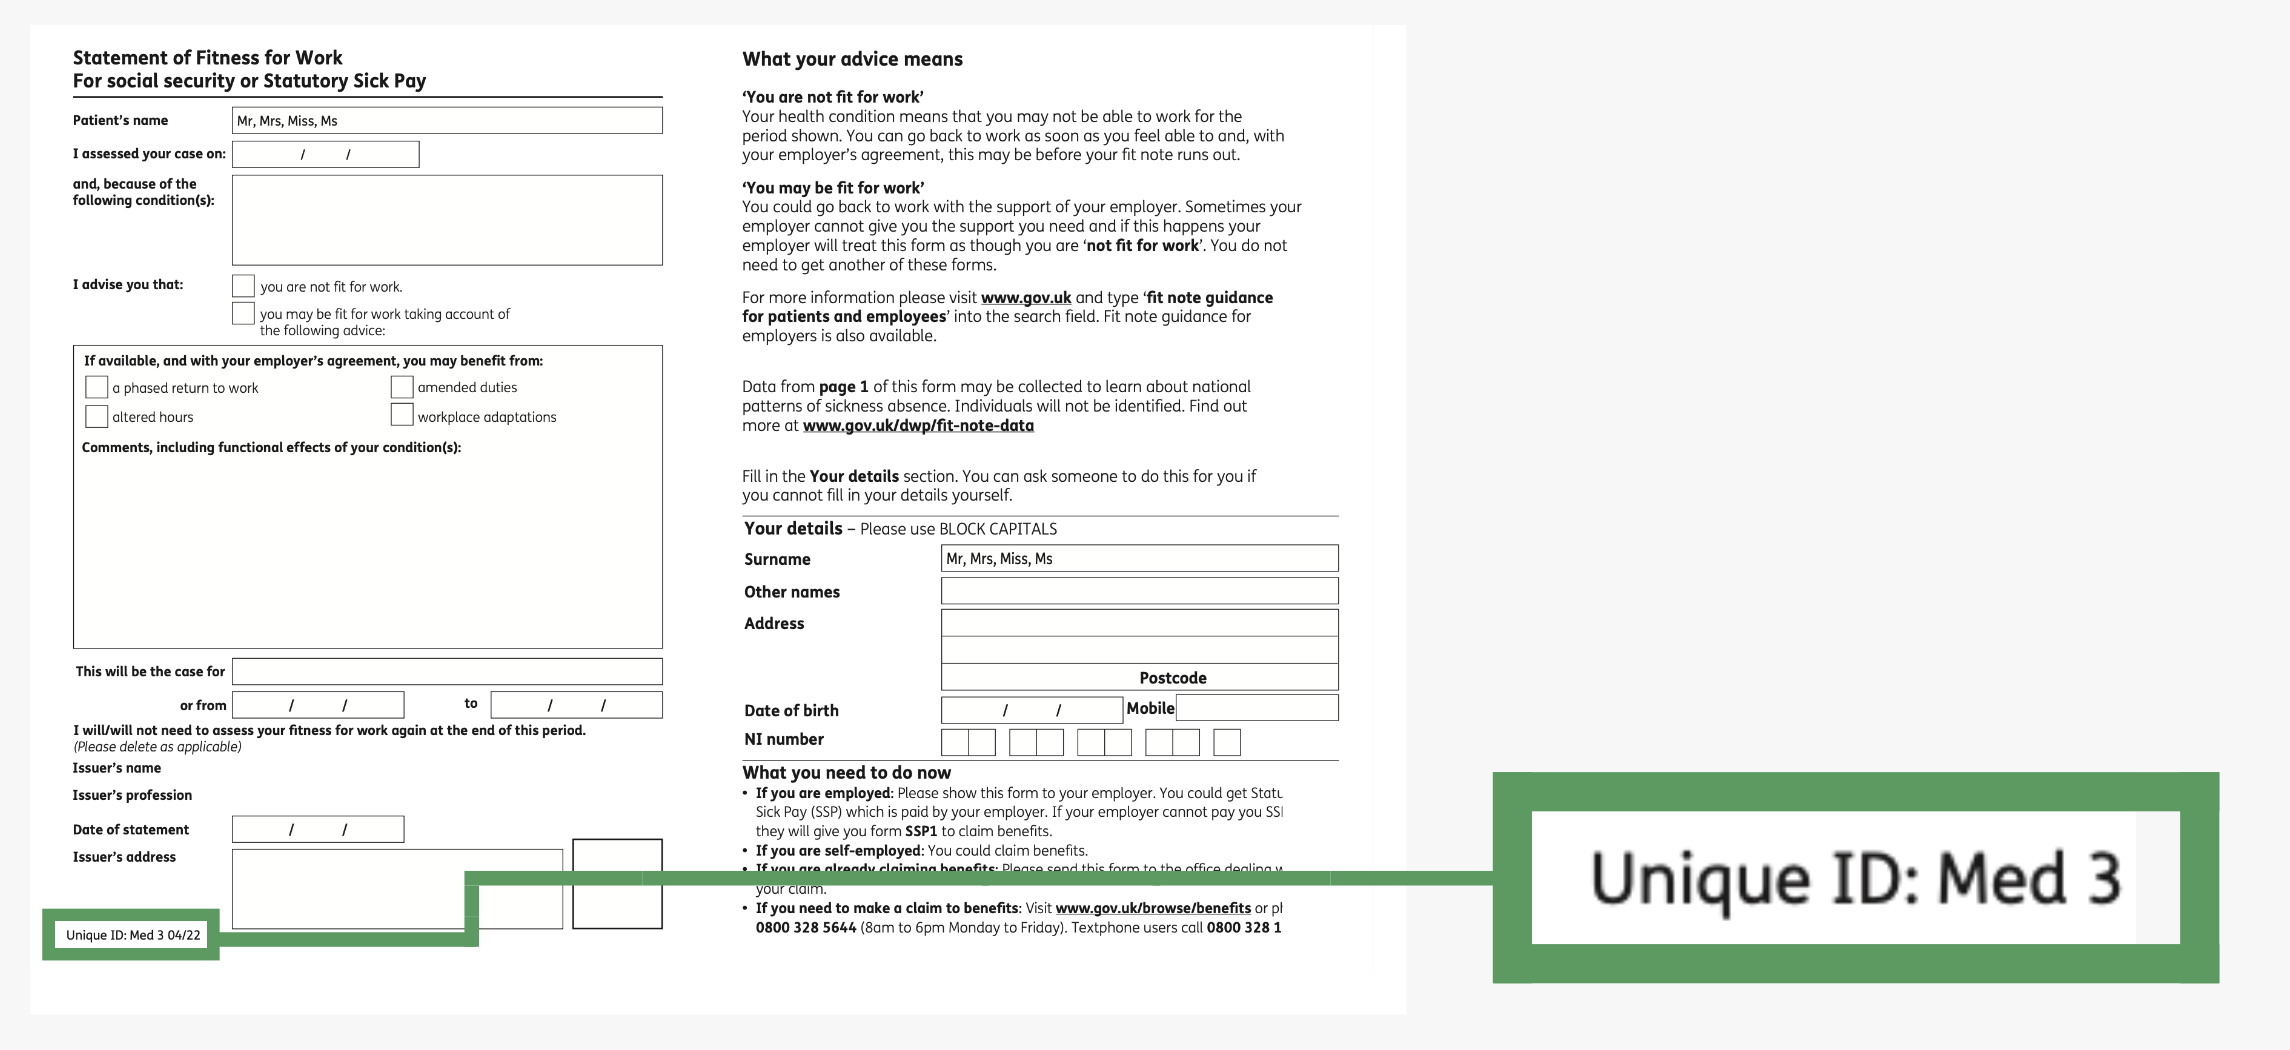 Statement of Fitness for Work
For social security or Statutory Sick Pay
Patient's name
Mr, Mrs, Miss, Ms
I assessed your case on:
/ /
and, because of the
following condition(s):
I advise you that:
you are not fit for work.
you may be fit for work taking account of
the following advice:
If available, and with your employer's agreement, you may benefit from:
a phased return to work
amended duties
altered hours
workplace adaptations
Comments, including functional effects of your condition(s):
This will be the case for
or from / / to / /
I will/will not need to assess your fitness for work again at the end of this period.
(Please delete as applicable)
Issuer's name
Issuer's profession
Date of statement / /
Issuer's address
Unique ID: Med 3 04/22
What your advice means
‘You are not fit for work’
Your health condition means that you may not be able to work for the
period shown. You can go back to work as soon as you feel able to and, with
your employer's agreement, this may be before your fit note runs out.
‘You may be fit for work’
You could go back to work with the support of your employer. Sometimes your
employer cannot give you the support you need and if this happens your
employer will treat this form as though you are ‘not fit for work’. You do not
need to get another of these forms.
For more information please visit www.gov.uk and type ‘fit note guidance
for patients and employees’ into the search field. Fit note guidance for
employers is also available.
Data from page 1 of this form may be collected to learn about national
patterns of sickness absence. Individuals will not be identified. Find out
more at www.gov.uk/dwp/fit-note-data
Fill in the Your details section. You can ask someone to do this for you if
you cannot fill in your details yourself.
Your details – Please use BLOCK CAPITALS
Surname
Mr, Mrs, Miss, Ms
Other names
Address
Postcode
Date of birth / / Mobile
NI number
What you need to do now
• If you are employed: Please show this form to your employer. You could get Statu
Sick Pay (SSP) which is paid by your employer. If your employer cannot pay you SS
they will give you form SSP1 to claim benefits.
• If you are self-employed: You could claim benefits.
• If you are already claiming benefits: Please send this form to the office dealing w
your claim.
• If you need to make a claim to benefits: Visit www.gov.uk/browse/benefits or ph
0800 328 5644 (8am to 6pm Monday to Friday). Textphone users call 0800 328 1
Unique ID: Med 3